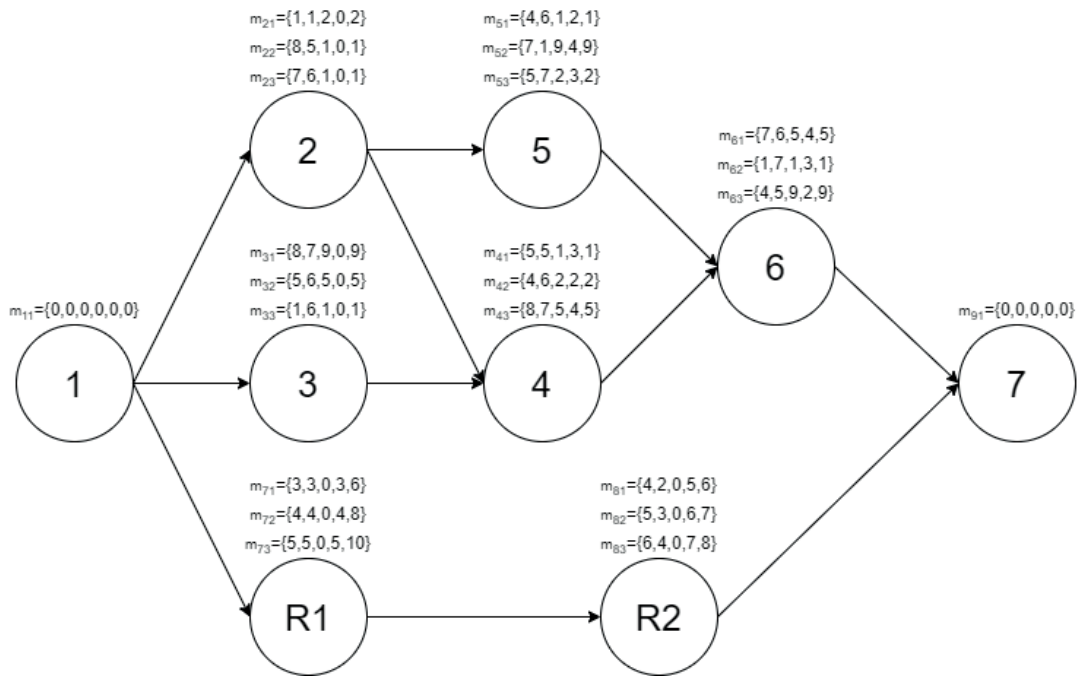 m21={1,1,2,0,2}
m22={8,5,1,0,1}
m23={7,6,1,0,1}
2
m51={4,6,1,2,1}
m52={7,1,9,4,9}
m53={5,7,2,3,2}
5
m61={7,6,5,4,5}
m62={1,7,1,3,1}
m63={4,5,9,2,9}
6
m11={0,0,0,0,0,0}
1
m31={8,7,9,0,9}
m32={5,6,5,0,5}
m33={1,6,1,0,1}
3
m41={5,5,1,3,1}
m42={4,6,2,2,2}
m43={8,7,5,4,5}
4
m91={0,0,0,0,0}
7
m71={3,3,0,3,6}
m72={4,4,0,4,8}
m73={5,5,0,5,10}
R1
m81={4,2,0,5,6}
m82={5,3,0,6,7}
m83={6,4,0,7,8}
R2